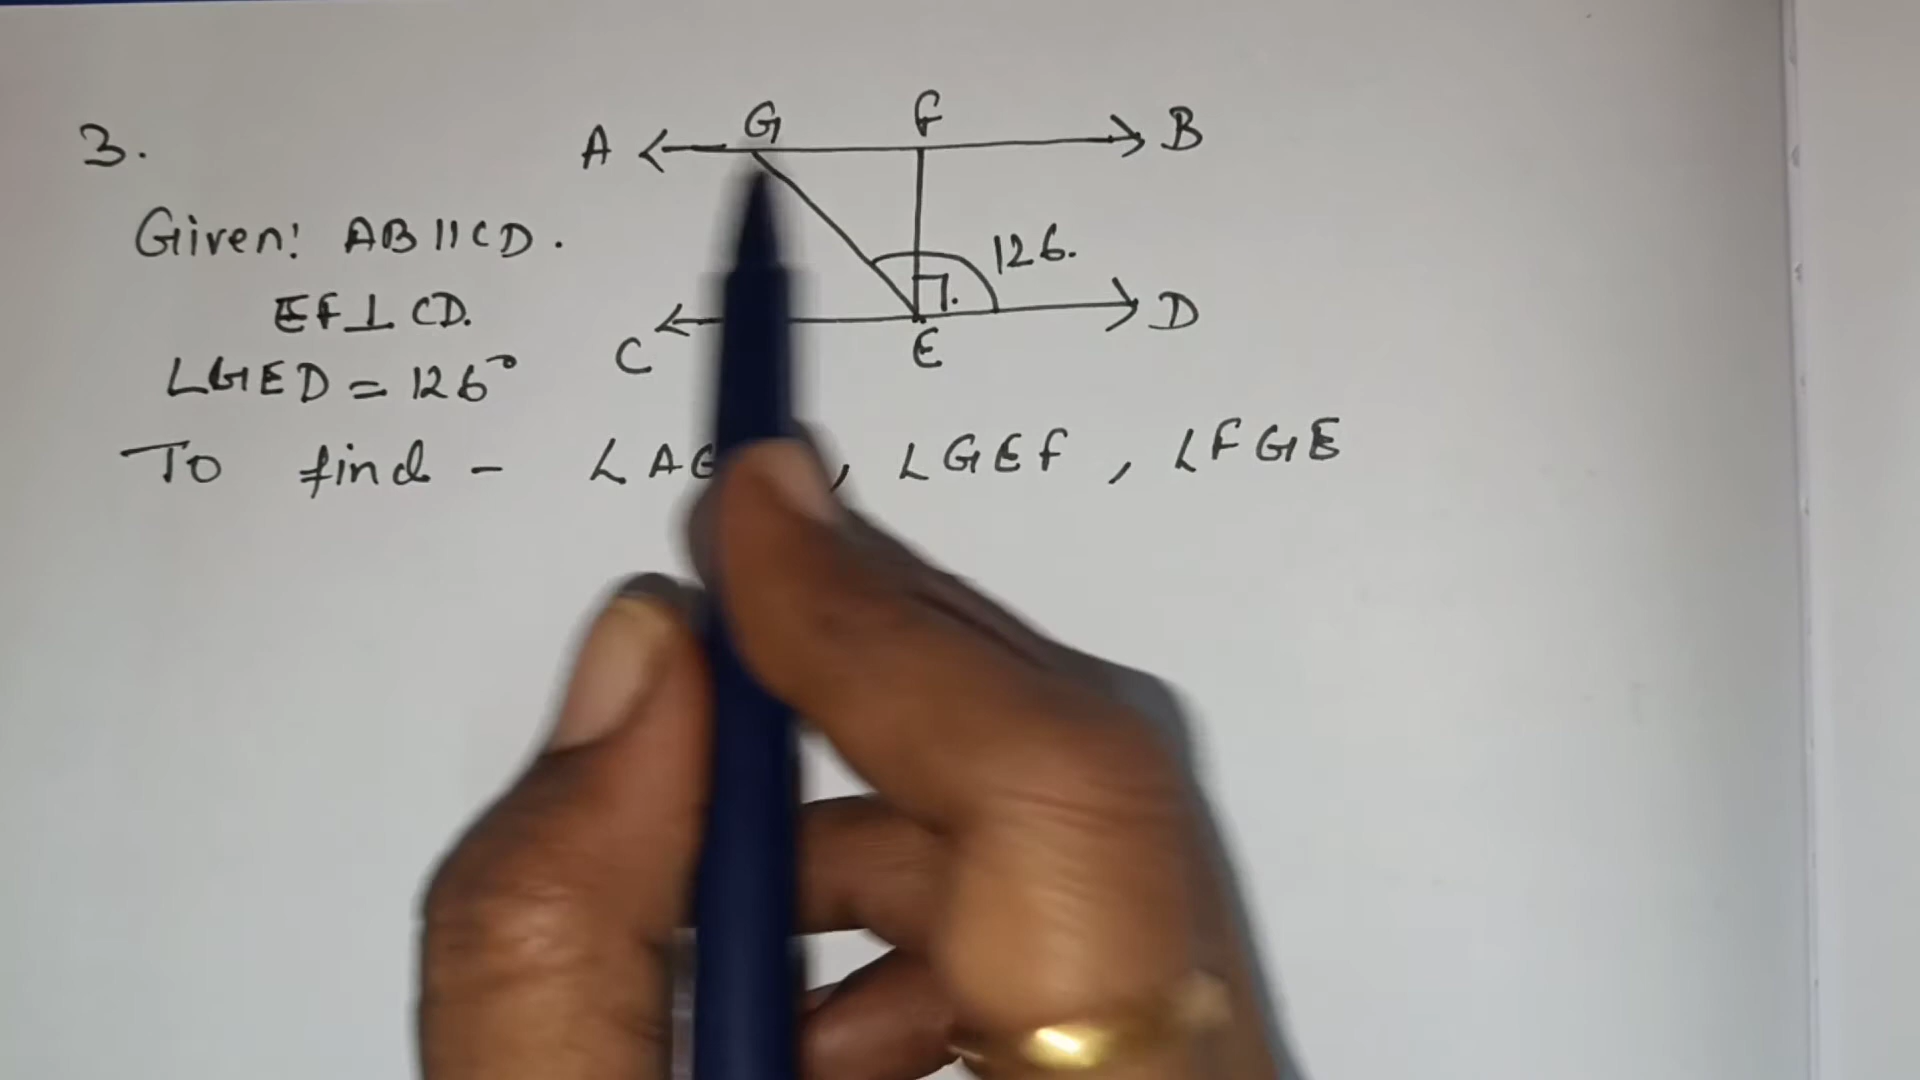 3.
A G F B
Given: AB || CD.
126.
EF ⊥ CD.
C E D
∠GED = 126°
To find - ∠AG , ∠GEF , ∠FGE